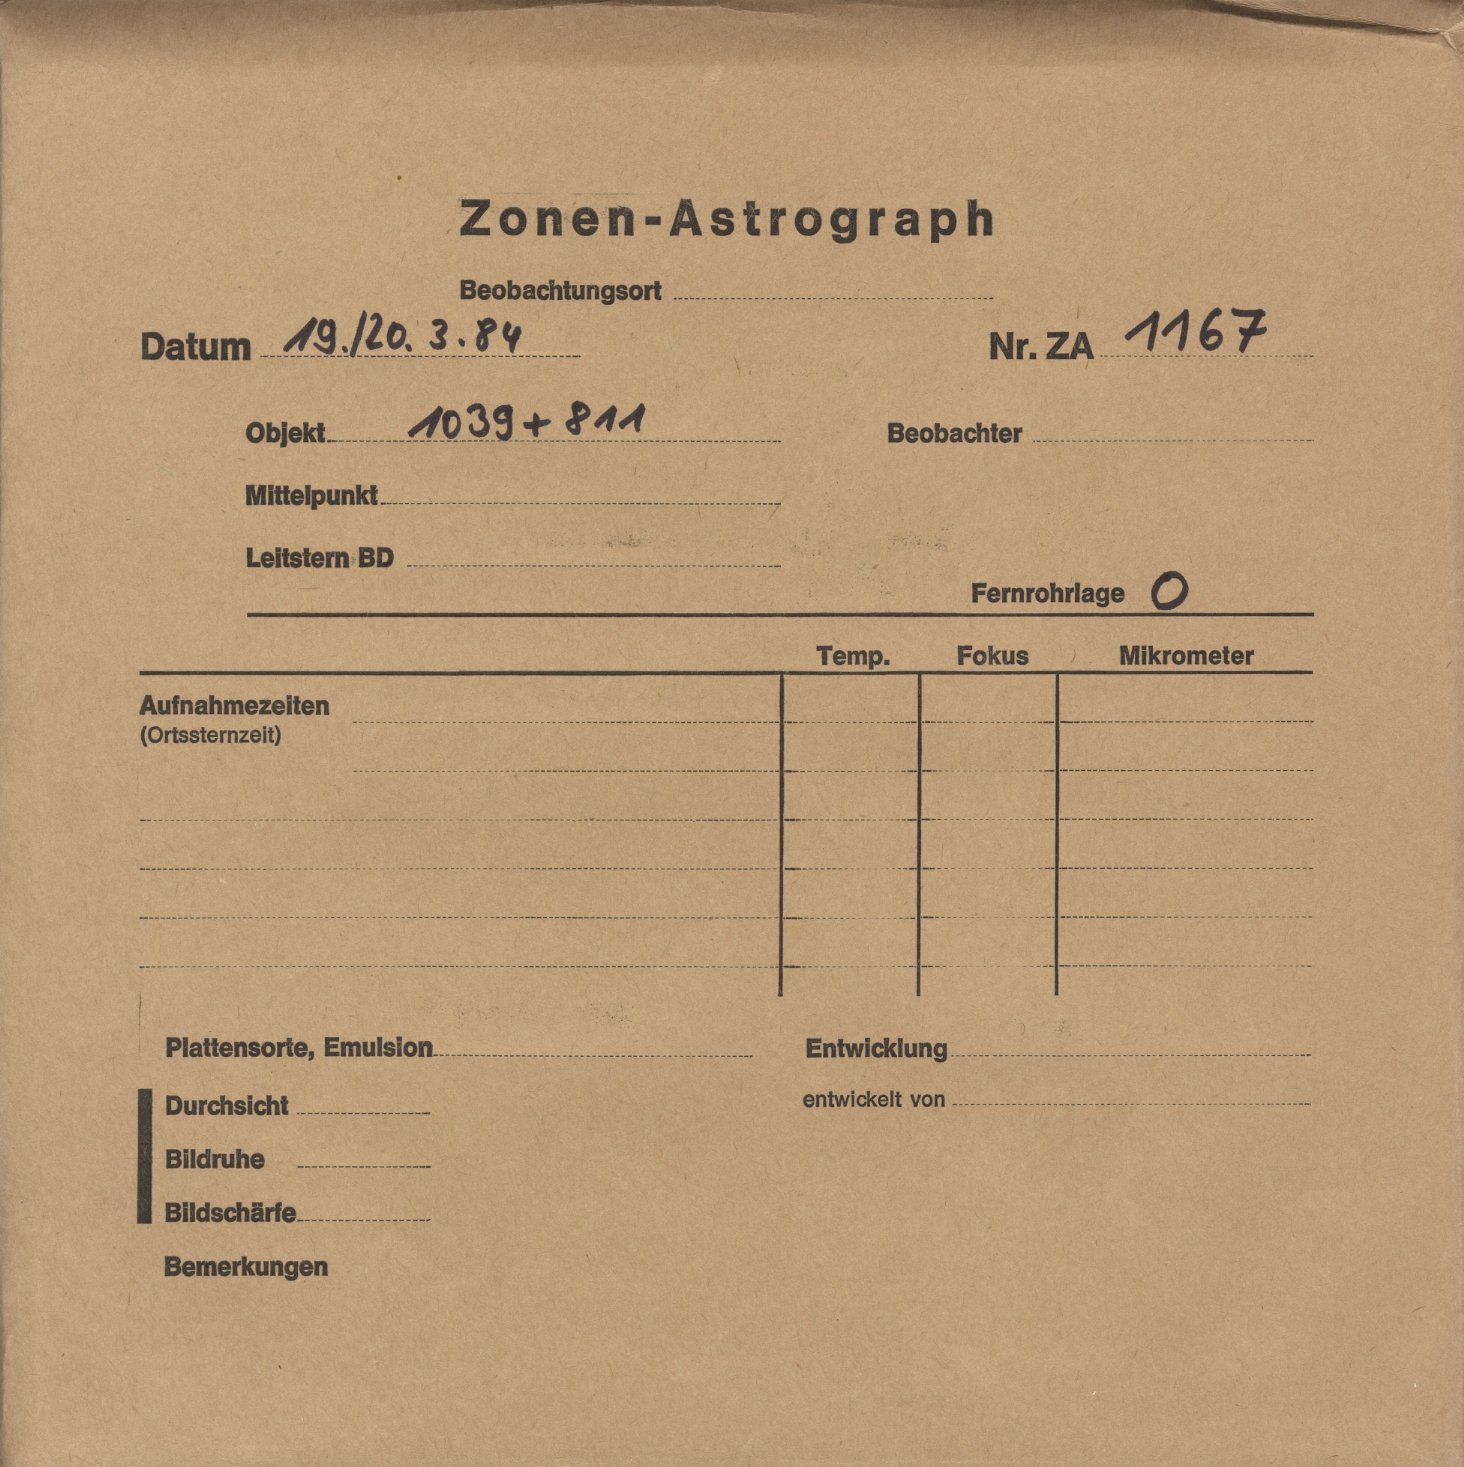 Zonen-Astrograph
Beobachtungsort
Datum 19./20. 3. 84 Nr. ZA 1167
Objekt 1039+811 Beobachter
Mittelpunkt
Leitstern BD
Fernrohrlage O
Temp. Fokus Mikrometer
Aufnahmezeiten
(Ortssternzeit)
Plattensorte, Emulsion Entwicklung
Durchsicht entwickelt von
Bildruhe
Bildschärfe
Bemerkungen